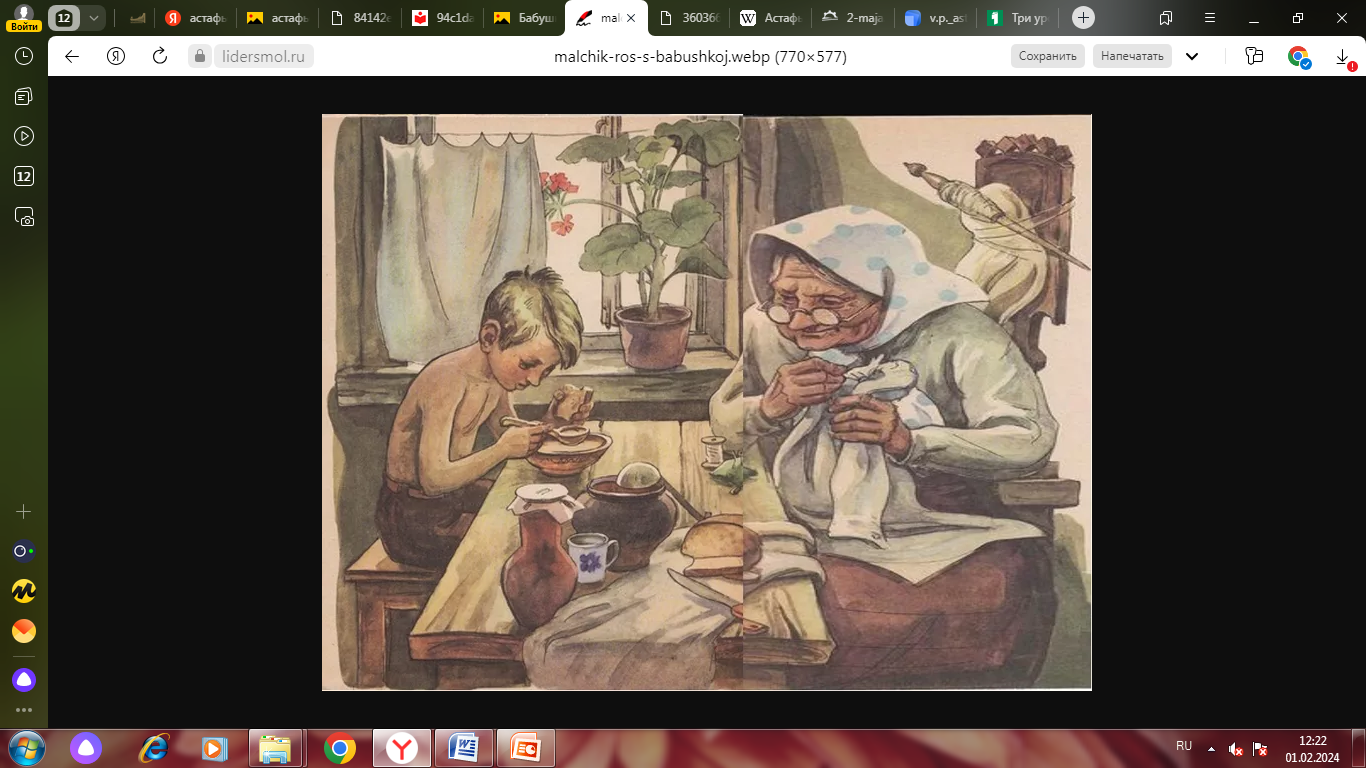 12
астафь
астафь
84142e
94c1da
Бабуш
mal
36036
Астафь
2-maja
v.p._as
Три ур
Войти
lidersmol.ru
malchik-ros-s-babushkoj.webp (770×577)
Сохранить
Напечатать
12
RU
12:22
01.02.2024